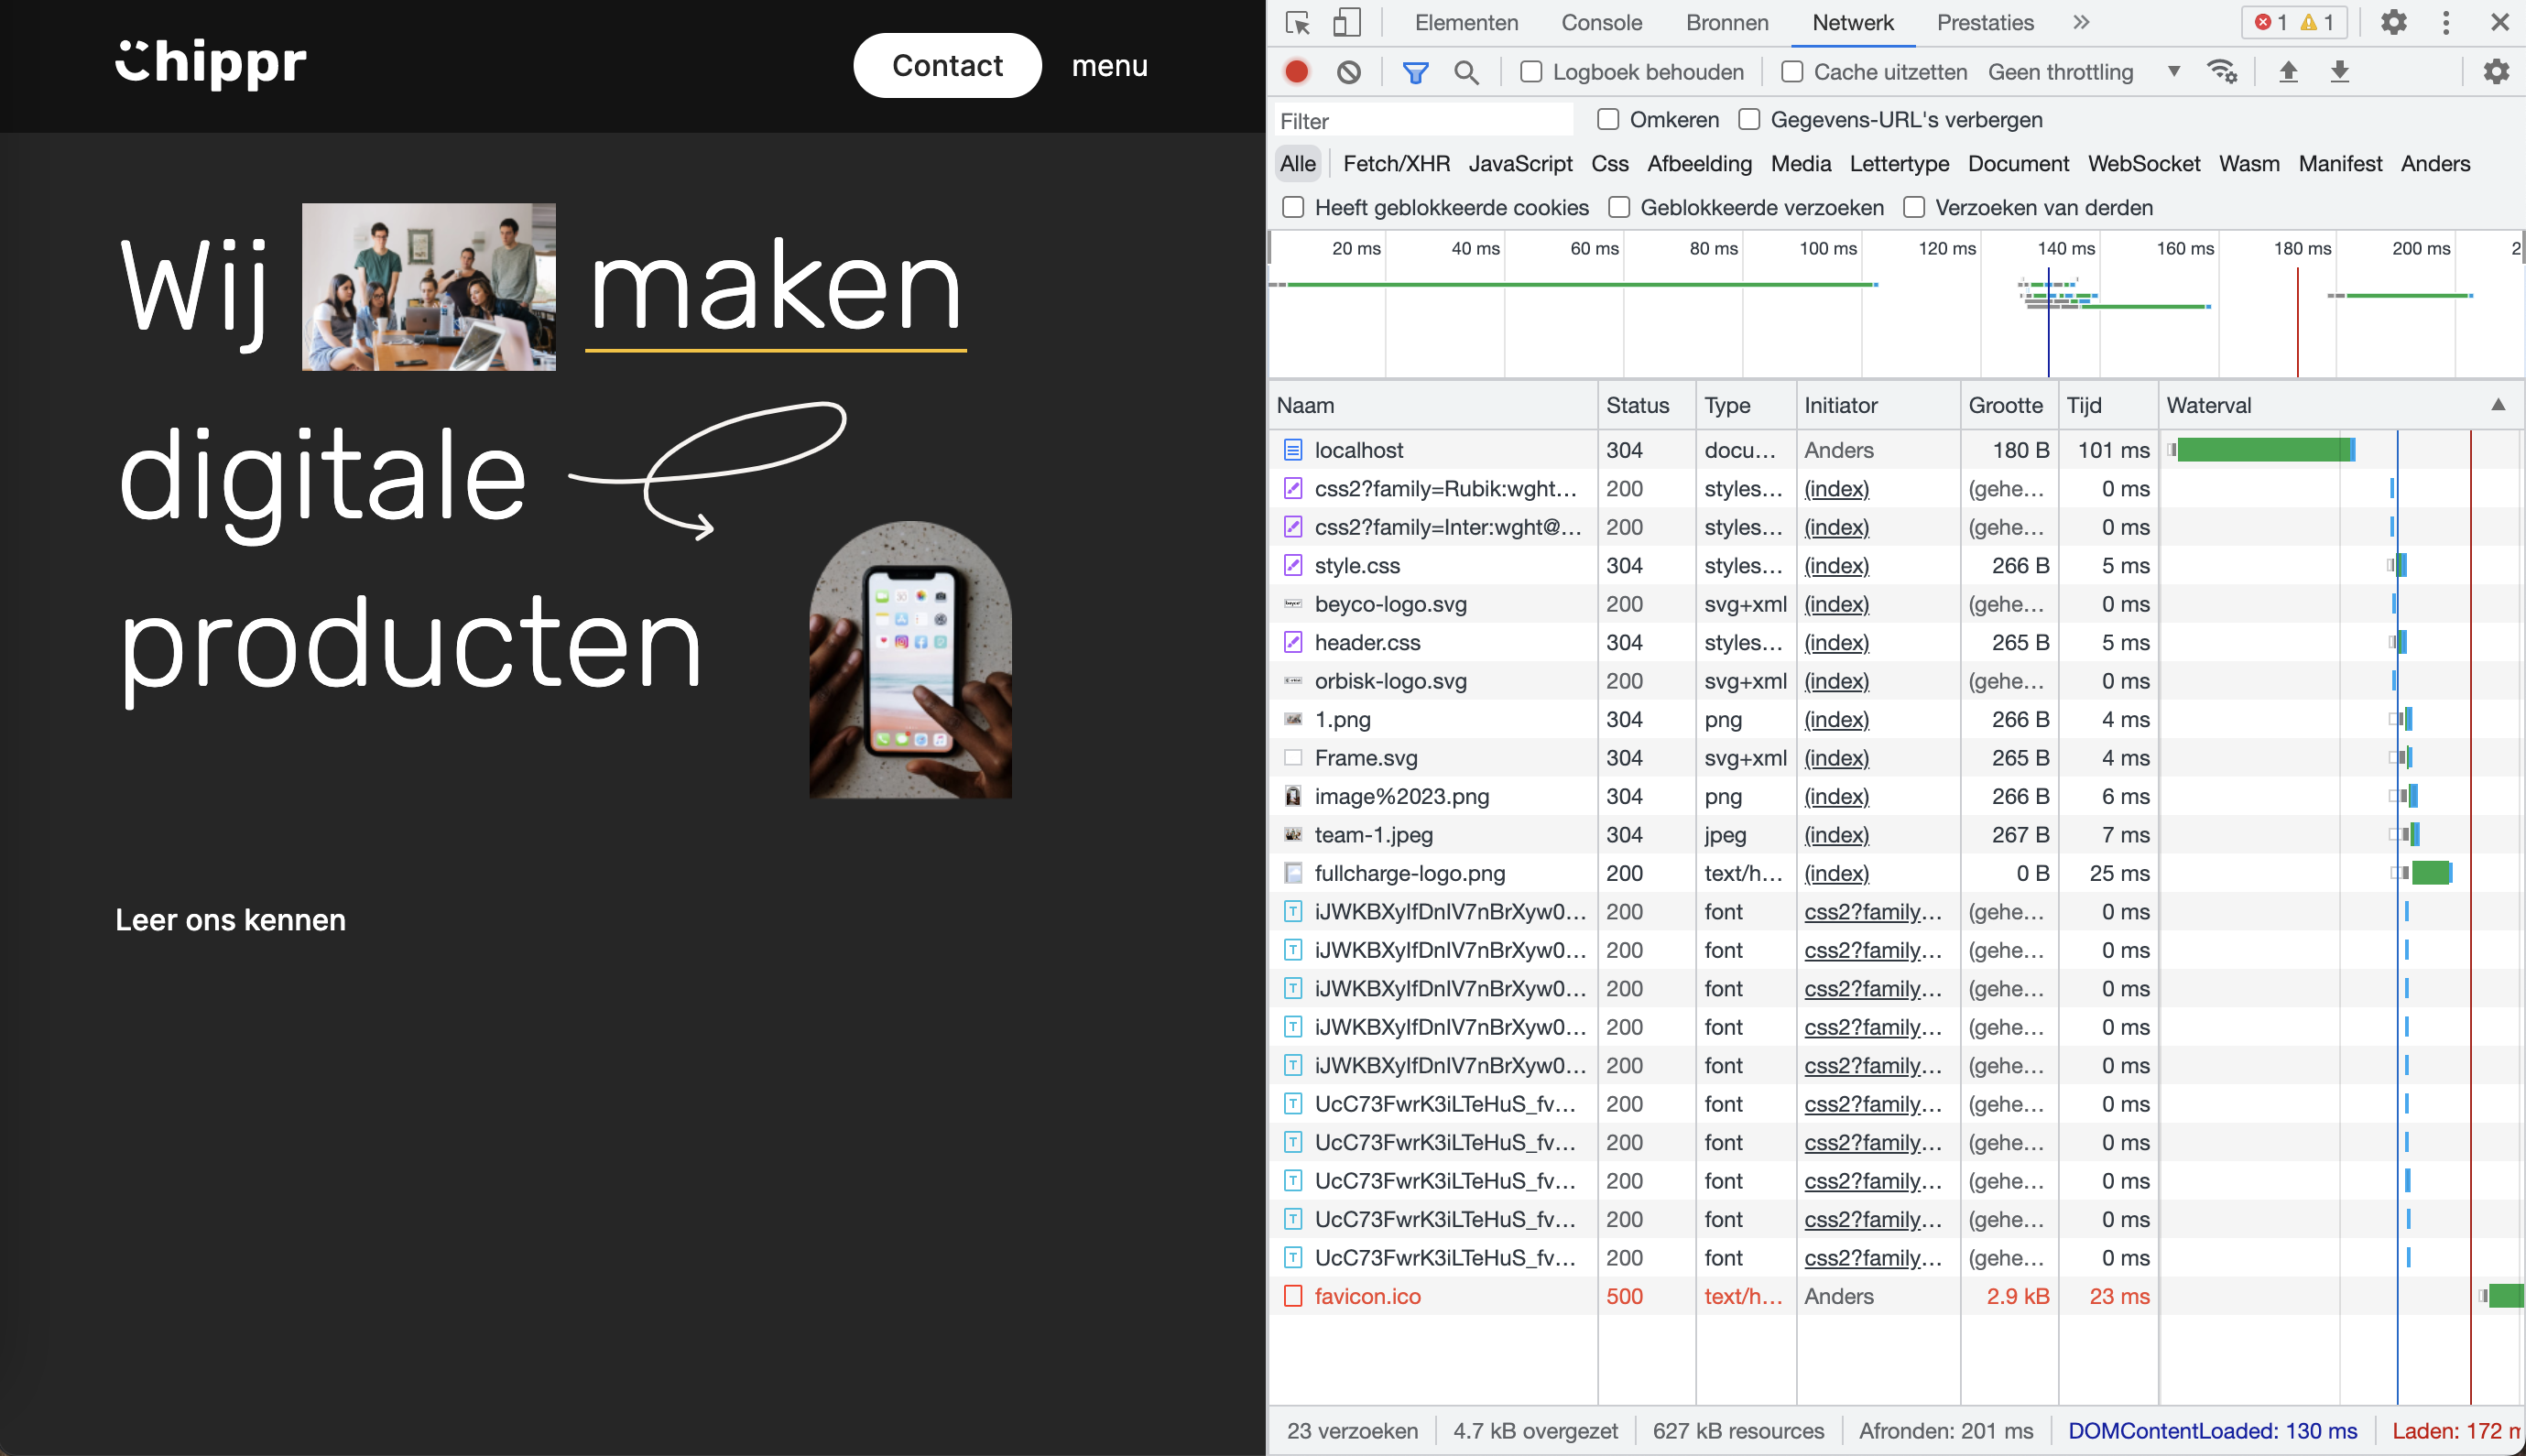 hippr
Contact
menu
Wij maken
digitale
producten
Leer ons kennen
Elementen Console Bronnen Netwerk Prestaties 1 1
Logboek behouden Cache uitzetten Geen throttling
Filter Omkeren Gegevens-URL's verbergen
Alle Fetch/XHR JavaScript Css Afbeelding Media Lettertype Document WebSocket Wasm Manifest Anders
Heeft geblokkeerde cookies Geblokkeerde verzoeken Verzoeken van derden
20 ms 40 ms 60 ms 80 ms 100 ms 120 ms 140 ms 160 ms 180 ms 200 ms 2
Naam Status Type Initiator Grootte Tijd Waterval
localhost 304 docu... Anders 180 B 101 ms
css2?family=Rubik:wght... 200 styles... (index) (gehe... 0 ms
css2?family=Inter:wght@... 200 styles... (index) (gehe... 0 ms
style.css 304 styles... (index) 266 B 5 ms
beyco-logo.svg 200 svg+xml (index) (gehe... 0 ms
header.css 304 styles... (index) 265 B 5 ms
orbisk-logo.svg 200 svg+xml (index) (gehe... 0 ms
1.png 304 png (index) 266 B 4 ms
Frame.svg 304 svg+xml (index) 265 B 4 ms
image%2023.png 304 png (index) 266 B 6 ms
team-1.jpeg 304 jpeg (index) 267 B 7 ms
fullcharge-logo.png 200 text/h... (index) 0 B 25 ms
iJWKBXyIfDnIV7nBrXyw0... 200 font css2?family... (gehe... 0 ms
iJWKBXyIfDnIV7nBrXyw0... 200 font css2?family... (gehe... 0 ms
iJWKBXyIfDnIV7nBrXyw0... 200 font css2?family... (gehe... 0 ms
iJWKBXyIfDnIV7nBrXyw0... 200 font css2?family... (gehe... 0 ms
iJWKBXyIfDnIV7nBrXyw0... 200 font css2?family... (gehe... 0 ms
UcC73FwrK3iLTeHuS_fv... 200 font css2?family... (gehe... 0 ms
UcC73FwrK3iLTeHuS_fv... 200 font css2?family... (gehe... 0 ms
UcC73FwrK3iLTeHuS_fv... 200 font css2?family... (gehe... 0 ms
UcC73FwrK3iLTeHuS_fv... 200 font css2?family... (gehe... 0 ms
UcC73FwrK3iLTeHuS_fv... 200 font css2?family... (gehe... 0 ms
favicon.ico 500 text/h... Anders 2.9 kB 23 ms
23 verzoeken 4.7 kB overgezet 627 kB resources Afronden: 201 ms DOMContentLoaded: 130 ms Laden: 172 m